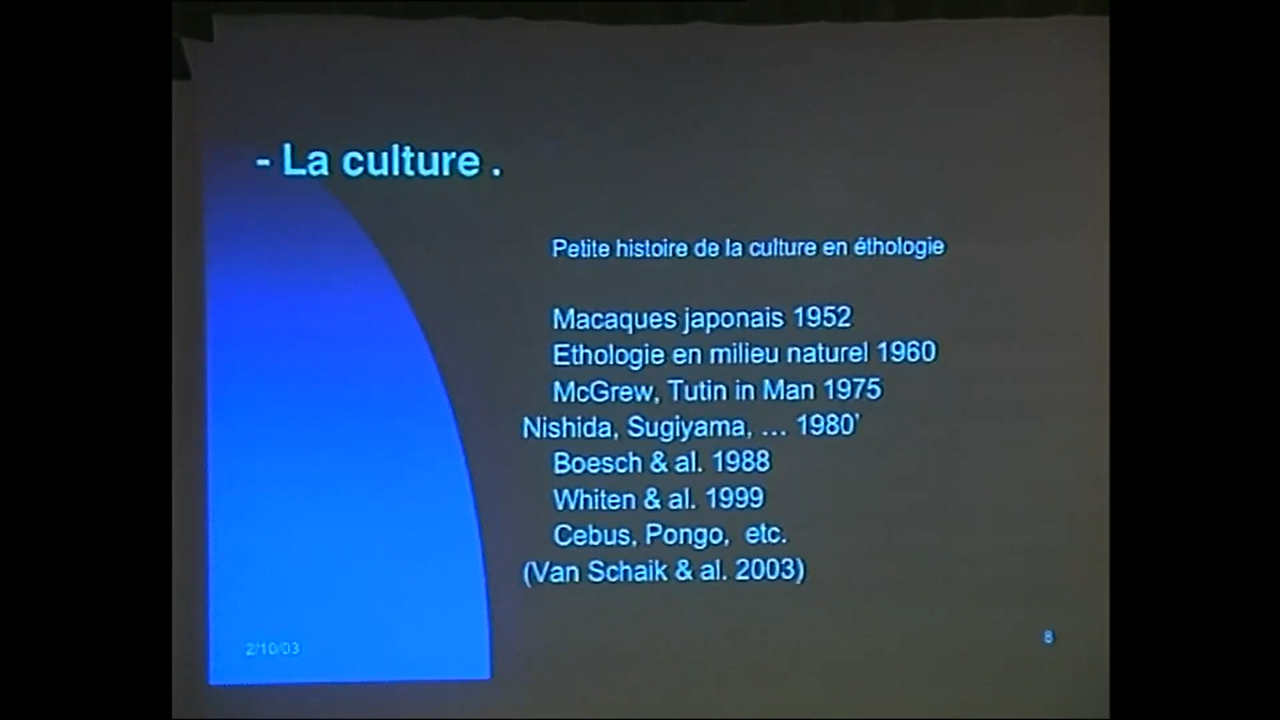 - La culture .
Petite histoire de la culture en éthologie
Macaques japonais 1952
Ethologie en milieu naturel 1960
McGrew, Tutin in Man 1975
Nishida, Sugiyama, ... 1980'
Boesch & al. 1988
Whiten & al. 1999
Cebus, Pongo, etc.
(Van Schaik & al. 2003)
2/10/03
8